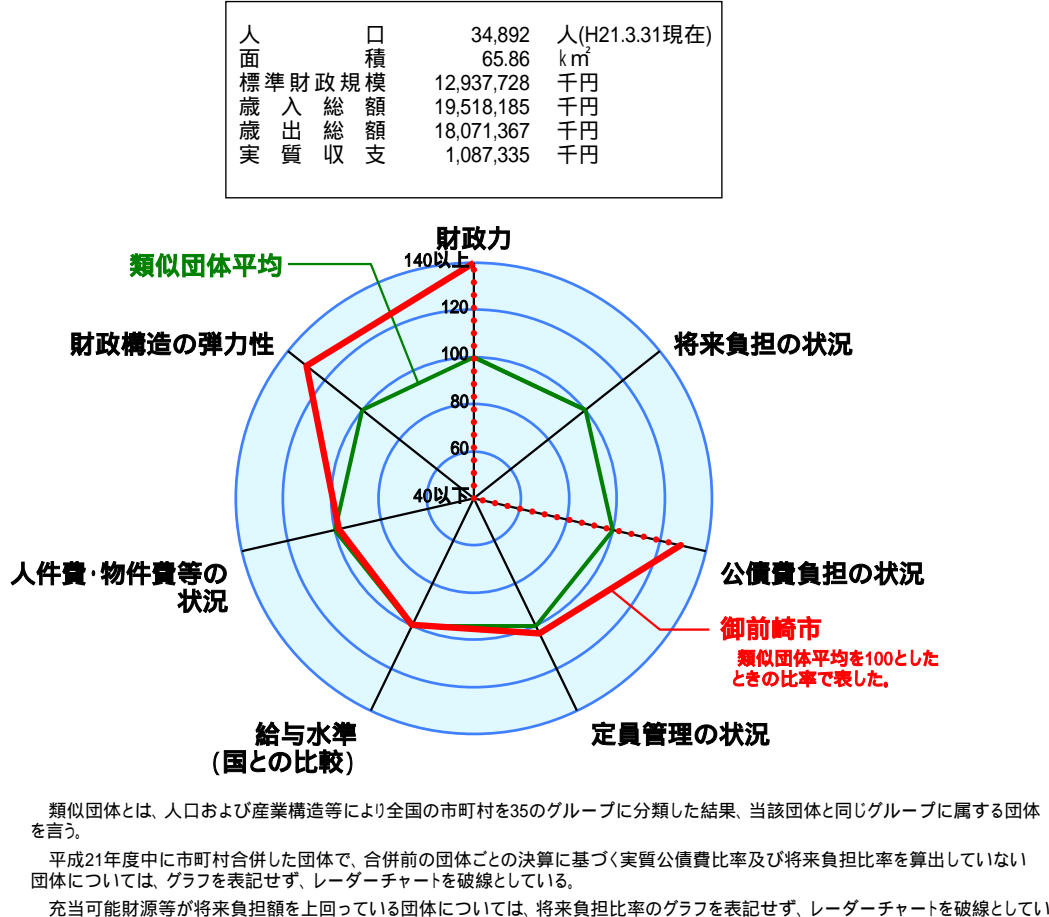 人口 34,892 人(H21.3.31現在)
面積 65.86 k㎡
標準財政規模 12,937,728 千円
歳入総額 19,518,185 千円
歳出総額 18,071,367 千円
実質収支 1,087,335 千円
財政力
140以上
類似団体平均
120
財政構造の弾力性
将来負担の状況
100
80
60
40以下
人件費・物件費等の
状況
公債費負担の状況
御前崎市
類似団体平均を100とした
ときの比率で表した。
給与水準
(国との比較)
定員管理の状況
類似団体とは、人口および産業構造等により全国の市町村を35のグループに分類した結果、当該団体と同じグループに属する団体
を言う。
平成21年度中に市町村合併した団体で、合併前の団体ごとの決算に基づく実質公債費比率及び将来負担比率を算出していない
団体については、グラフを表記せず、レーダーチャートを破線としている。
充当可能財源等が将来負担額を上回っている団体については、将来負担比率のグラフを表記せず、レーダーチャートを破線としてい